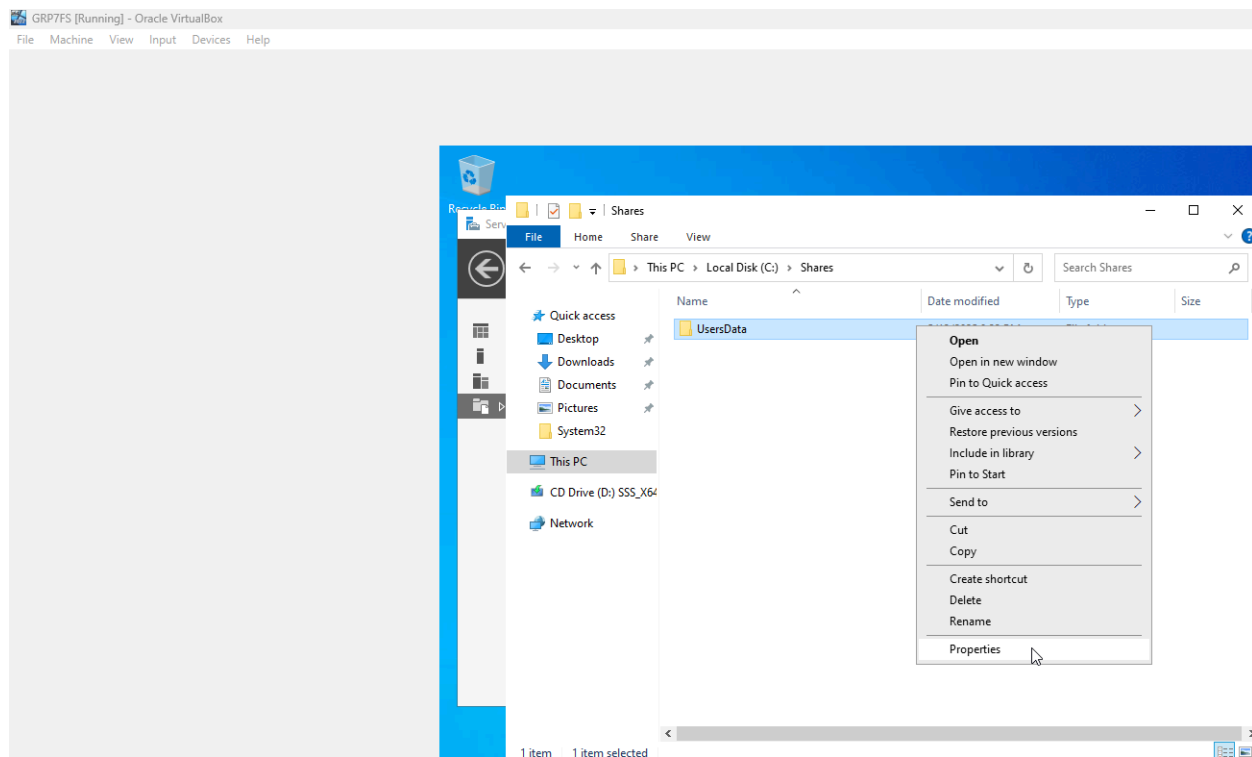 GRP7FS [Running] - Oracle VirtualBox
File Machine View Input Devices Help
Recycle Bin
Serv
Shares
File Home Share View
This PC › Local Disk (C:) › Shares
Search Shares
Name Date modified Type Size
Quick access
Desktop
Downloads
Documents
Pictures
System32
This PC
CD Drive (D:) SSS_X64
Network
UsersData
Open
Open in new window
Pin to Quick access
Give access to
Restore previous versions
Include in library
Pin to Start
Send to
Cut
Copy
Create shortcut
Delete
Rename
Properties
1 item 1 item selected